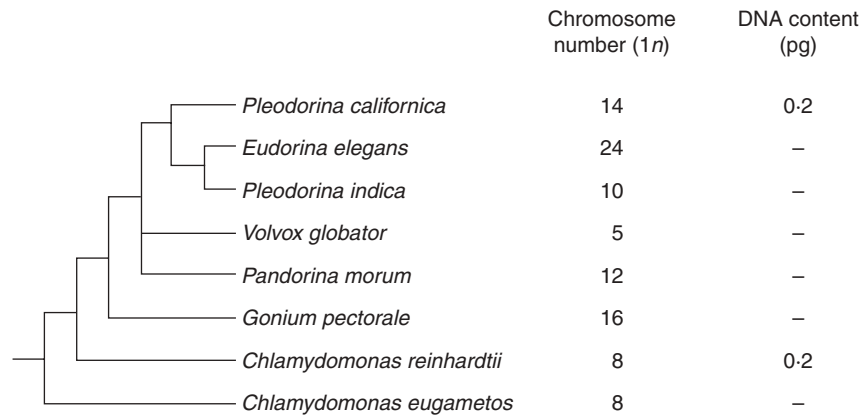 Chromosome DNA content
number (1n) (pg)
Pleodorina californica 14 0·2
Eudorina elegans 24 –
Pleodorina indica 10 –
Volvox globator 5 –
Pandorina morum 12 –
Gonium pectorale 16 –
Chlamydomonas reinhardtii 8 0·2
Chlamydomonas eugametos 8 –